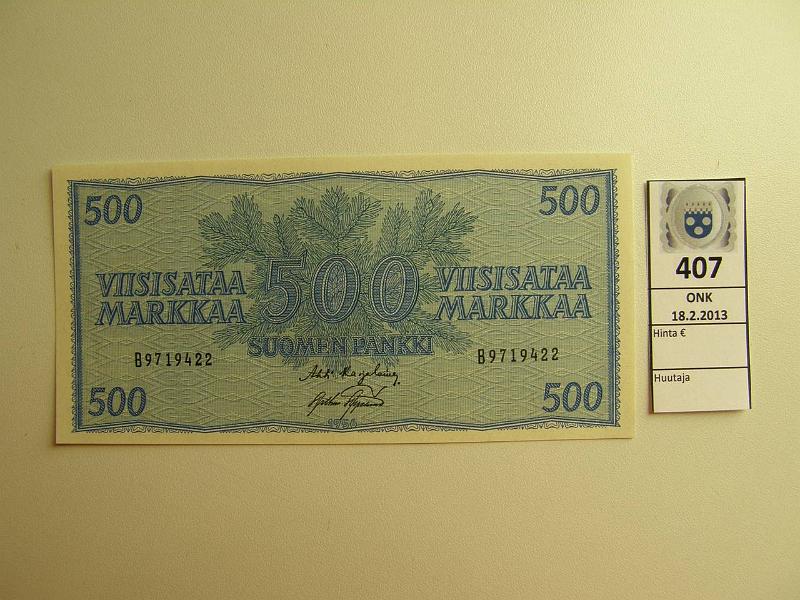 500
500
VIISISATAA
MARKKAA
500
VIISISATAA
MARKKAA
SUOMEN PANKKI
B9719422
B9719422
500
500
1956
407
ONK
18.2.2013
Hinta €
Huutaja